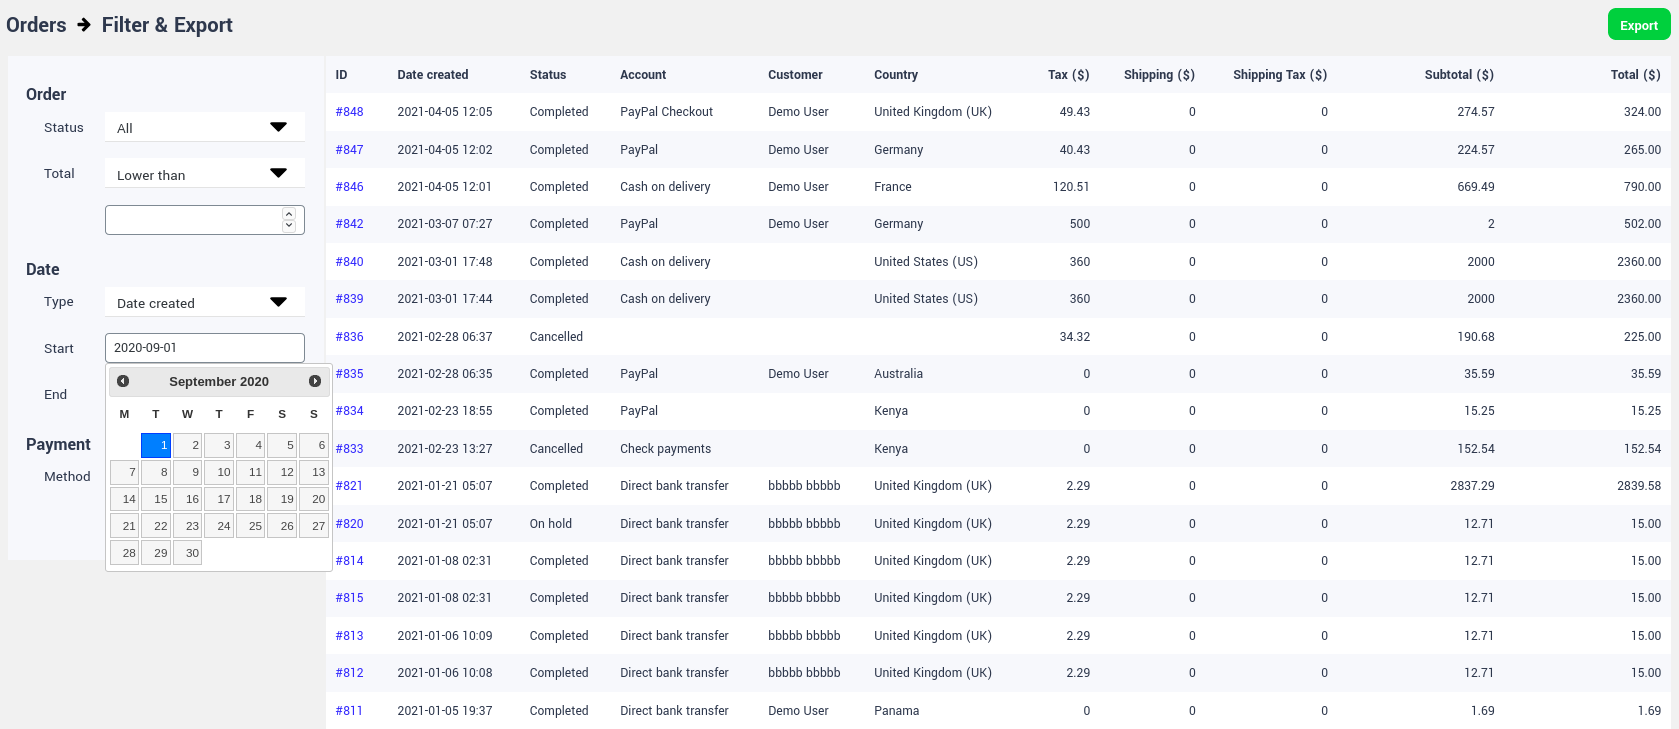 Orders → Filter & Export
Export
Order
Status All
Total Lower than
Date
Type Date created
Start 2020-09-01
End
September 2020
M T W T F S S
1 2 3 4 5 6
7 8 9 10 11 12 13
14 15 16 17 18 19 20
21 22 23 24 25 26 27
28 29 30
Payment
Method
ID Date created Status Account Customer Country Tax ($) Shipping ($) Shipping Tax ($) Subtotal ($) Total ($)
#848 2021-04-05 12:05 Completed PayPal Checkout Demo User United Kingdom (UK) 49.43 0 0 274.57 324.00
#847 2021-04-05 12:02 Completed PayPal Demo User Germany 40.43 0 0 224.57 265.00
#846 2021-04-05 12:01 Completed Cash on delivery Demo User France 120.51 0 0 669.49 790.00
#842 2021-03-07 07:27 Completed PayPal Demo User Germany 500 0 0 2 502.00
#840 2021-03-01 17:48 Completed Cash on delivery United States (US) 360 0 0 2000 2360.00
#839 2021-03-01 17:44 Completed Cash on delivery United States (US) 360 0 0 2000 2360.00
#836 2021-02-28 06:37 Cancelled 34.32 0 0 190.68 225.00
#835 2021-02-28 06:35 Completed PayPal Demo User Australia 0 0 0 35.59 35.59
#834 2021-02-23 18:55 Completed PayPal Kenya 0 0 0 15.25 15.25
#833 2021-02-23 13:27 Cancelled Check payments Kenya 0 0 0 152.54 152.54
#821 2021-01-21 05:07 Completed Direct bank transfer bbbbb bbbbb United Kingdom (UK) 2.29 0 0 2837.29 2839.58
#820 2021-01-21 05:07 On hold Direct bank transfer bbbbb bbbbb United Kingdom (UK) 2.29 0 0 12.71 15.00
#814 2021-01-08 02:31 Completed Direct bank transfer bbbbb bbbbb United Kingdom (UK) 2.29 0 0 12.71 15.00
#815 2021-01-08 02:31 Completed Direct bank transfer bbbbb bbbbb United Kingdom (UK) 2.29 0 0 12.71 15.00
#813 2021-01-06 10:09 Completed Direct bank transfer bbbbb bbbbb United Kingdom (UK) 2.29 0 0 12.71 15.00
#812 2021-01-06 10:08 Completed Direct bank transfer bbbbb bbbbb United Kingdom (UK) 2.29 0 0 12.71 15.00
#811 2021-01-05 19:37 Completed Direct bank transfer Demo User Panama 0 0 0 1.69 1.69